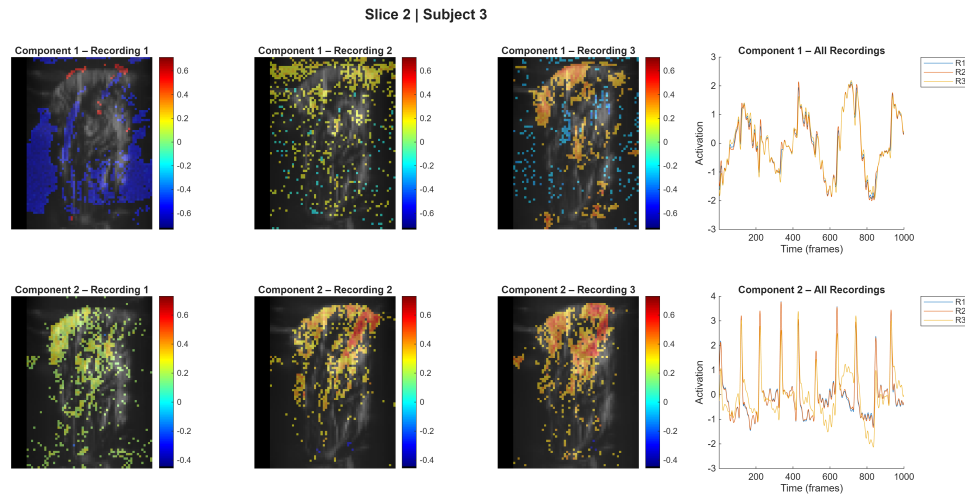 Slice 2 | Subject 3
Component 1 – Recording 1
0.6
0.4
0.2
0
-0.2
-0.4
-0.6
Component 1 – Recording 2
0.6
0.4
0.2
0
-0.2
-0.4
-0.6
Component 1 – Recording 3
0.6
0.4
0.2
0
-0.2
-0.4
-0.6
Component 1 – All Recordings
3
2
1
0
-1
-2
-3
Activation
200 400 600 800 1000
Time (frames)
R1
R2
R3
Component 2 – Recording 1
0.6
0.4
0.2
0
-0.2
-0.4
Component 2 – Recording 2
0.6
0.4
0.2
0
-0.2
-0.4
Component 2 – Recording 3
0.6
0.4
0.2
0
-0.2
-0.4
Component 2 – All Recordings
4
3
2
1
0
-1
-2
-3
Activation
200 400 600 800 1000
Time (frames)
R1
R2
R3